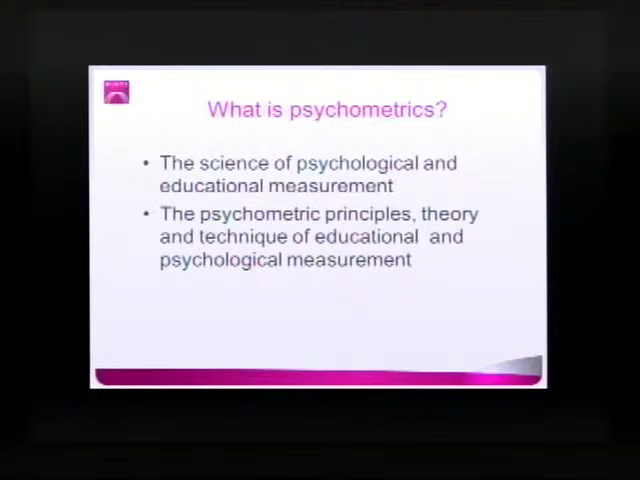 What is psychometrics?
• The science of psychological and
educational measurement
• The psychometric principles, theory
and technique of educational and
psychological measurement